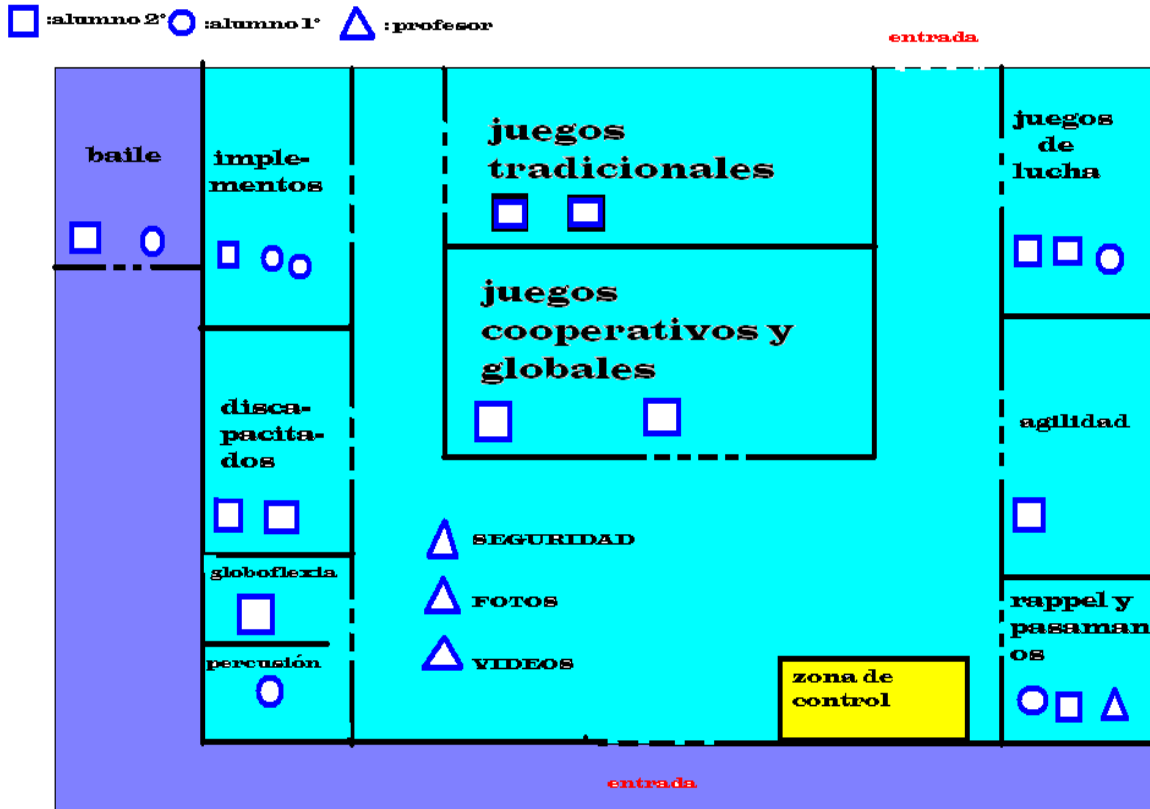 :alumno 2°
:alumno 1°
: profesor
entrada
baile
imple-
mentos
juegos
tradicionales
juegos
de
lucha
juegos
cooperativos y
globales
disca-
pacita-
dos
agilidad
globoflexia
percusión
SEGURIDAD
FOTOS
VIDEOS
rappel y
pasaman
os
zona de
control
entrada